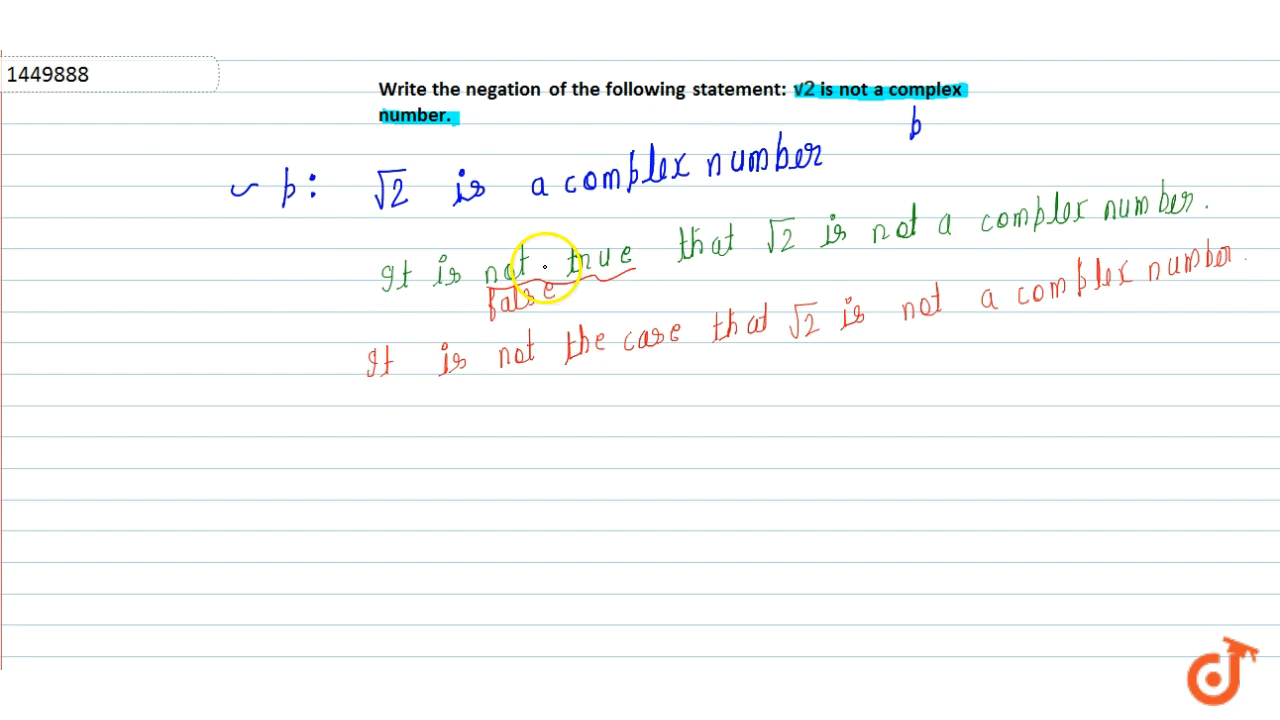 1449888
Write the negation of the following statement: √2 is not a complex
number.
p
~ p : √2 is a complex number
It is not true that √2 is not a complex number.
false
It is not the case that √2 is not a complex number.